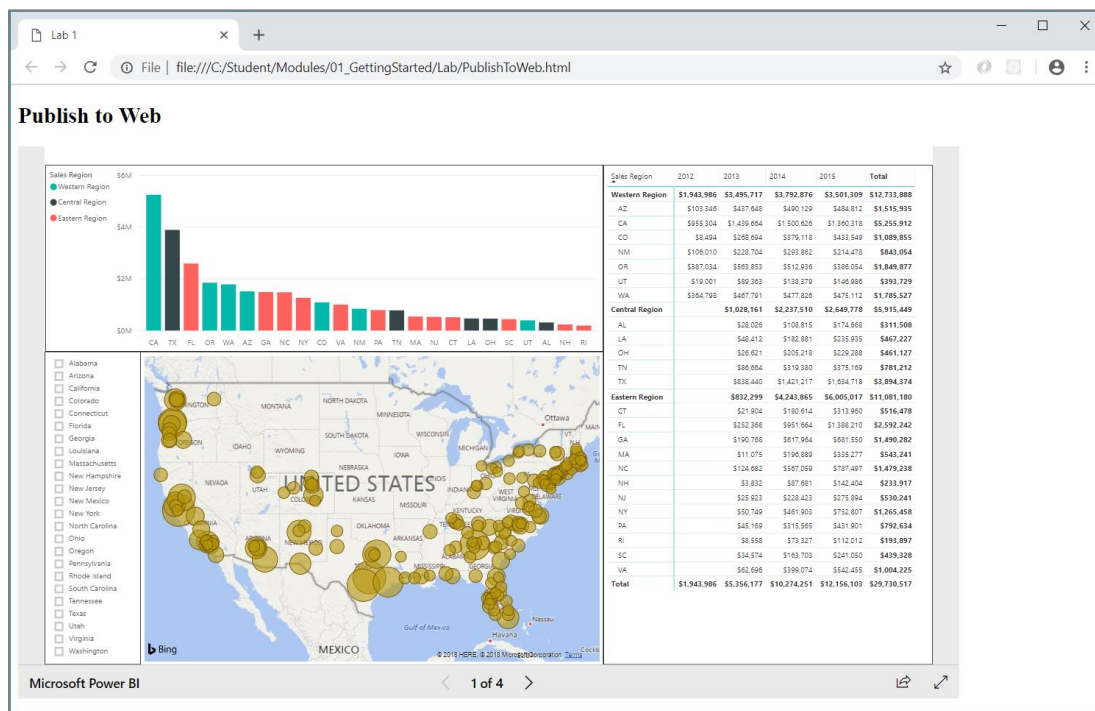 Lab 1
File | file:///C:/Student/Modules/01_GettingStarted/Lab/PublishToWeb.html
Publish to Web
Sales Region
Western Region
Central Region
Eastern Region
$6M
$4M
$2M
$0M
CA TX FL OR WA AZ GA NC NY CO VA NM PA TN MA NJ CT LA OH SC UT AL NH RI
Sales Region 2012 2013 2014 2015 Total
Western Region $1,943,986 $3,495,717 $3,792,876 $3,501,309 $12,733,888
AZ $103,346 $437,648 $490,129 $484,812 $1,515,935
CA $955,304 $1,439,664 $1,500,626 $1,360,318 $5,255,912
CO $8,494 $268,694 $379,118 $433,549 $1,089,855
NM $106,010 $228,704 $293,862 $214,478 $843,054
OR $387,034 $563,853 $512,936 $386,054 $1,849,877
UT $19,001 $89,363 $138,379 $146,986 $393,729
WA $364,798 $467,791 $477,826 $475,112 $1,785,527
Central Region $1,028,161 $2,237,510 $2,649,778 $5,915,449
AL $28,026 $108,815 $174,668 $311,508
LA $48,412 $182,881 $235,935 $467,227
OH $26,621 $205,218 $229,288 $461,127
TN $86,664 $319,380 $375,169 $781,212
TX $838,440 $1,421,217 $1,634,718 $3,894,374
Eastern Region $832,299 $4,243,865 $6,005,017 $11,081,180
CT $21,904 $180,614 $313,960 $516,478
FL $252,368 $951,664 $1,388,210 $2,592,242
GA $190,768 $617,964 $681,550 $1,490,282
MA $11,075 $196,889 $335,277 $543,241
NC $124,682 $567,059 $787,497 $1,479,238
NH $3,832 $87,681 $142,404 $233,917
NJ $25,923 $228,423 $275,894 $530,241
NY $50,749 $461,903 $752,807 $1,265,458
PA $45,169 $315,565 $431,901 $792,634
RI $8,558 $73,327 $112,012 $193,897
SC $34,574 $163,703 $241,050 $439,328
VA $62,696 $399,074 $542,455 $1,004,225
Total $1,943,986 $5,356,177 $10,274,251 $12,156,103 $29,730,517
Alabama
Arizona
California
Colorado
Connecticut
Florida
Georgia
Louisiana
Massachusetts
New Hampshire
New Jersey
New Mexico
New York
North Carolina
Ohio
Oregon
Pennsylvania
Rhode Island
South Carolina
Tennessee
Texas
Utah
Virginia
Washington
MONTANA
NORTH DAKOTA
MINNESOTA
Ottawa
OREGON
IDAHO
WYOMING
SOUTH DAKOTA
WISCONSIN
VT.
N.H.
IOWA
NEBRASKA
NEVADA
UTAH
UNITED STATES
KANSAS
MISSOURI
WEST
VIRGINIA
DELAWARE
KENTUCKY
OKLAHOMA
ARKANSAS
MISSISSIPPI
GEORGIA
Gulf of Mexico
Nassau
Havana
MEXICO
Bing
© 2018 HERE, © 2018 Microsoft Corporation Terms
Microsoft Power BI
1 of 4